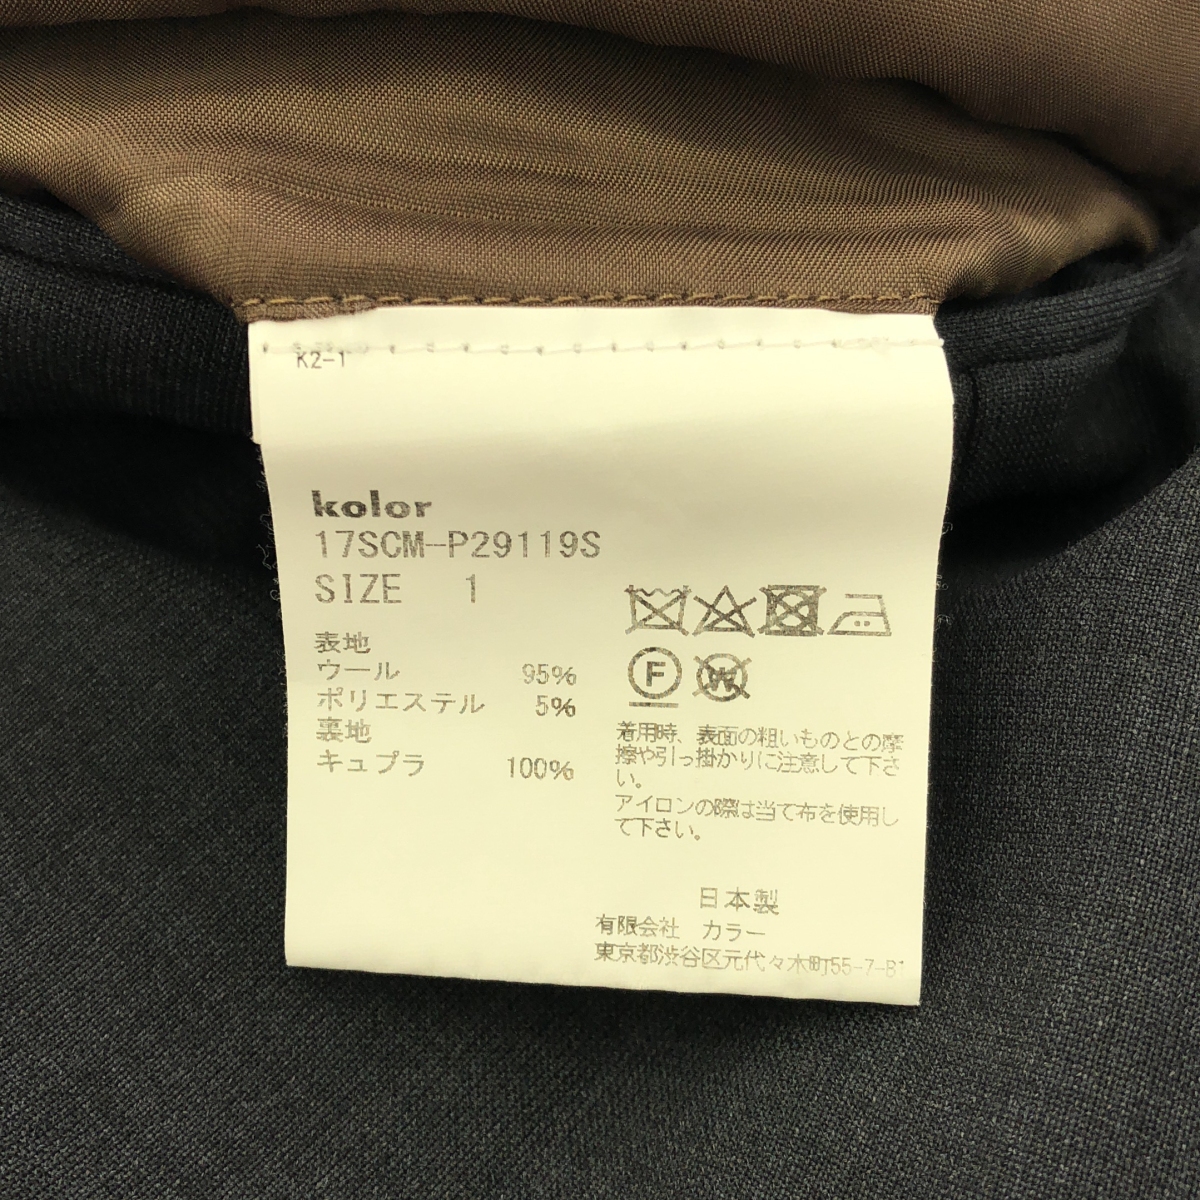 K2-1
kolor
17SCM-P29119S
SIZE 1
表地
ウール 95%
ポリエステル 5%
裏地
キュプラ 100%
F
W
着用時、表面の粗いものとの摩
擦や引っ掛かりに注意して下さ
い。
アイロンの際は当て布を使用し
て下さい。
日本製
有限会社 カラー
東京都渋谷区元代々木町55-7-B1